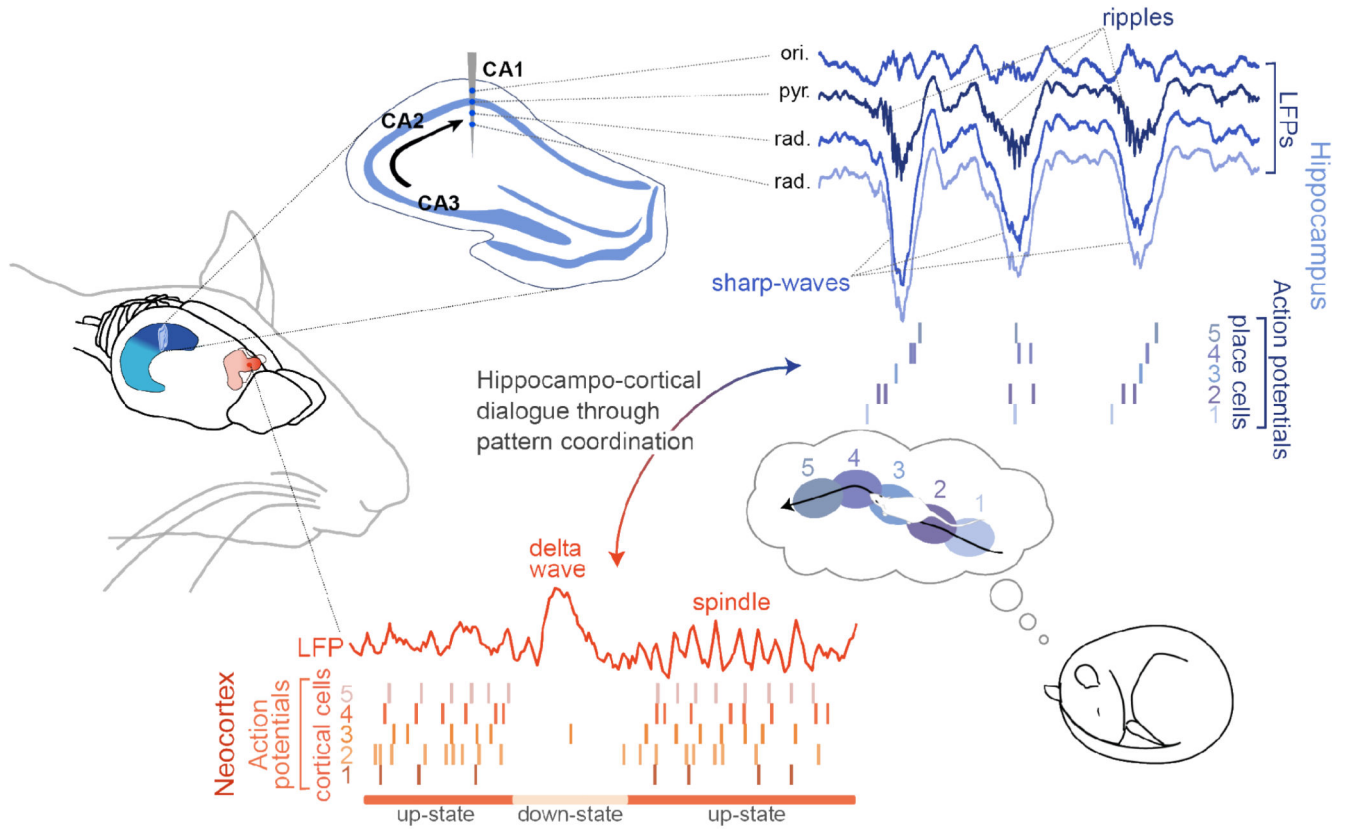 ripples
ori.
pyr.
rad.
rad.
LFPs
Hippocampus
CA1
CA2
CA3
sharp-waves
5
4
3
2
1
place cells
Action potentials
Hippocampo-cortical
dialogue through
pattern coordination
5
4
3
2
1
delta
wave
spindle
LFP
Neocortex
Action
potentials
cortical cells
5
4
3
2
1
up-state
down-state
up-state